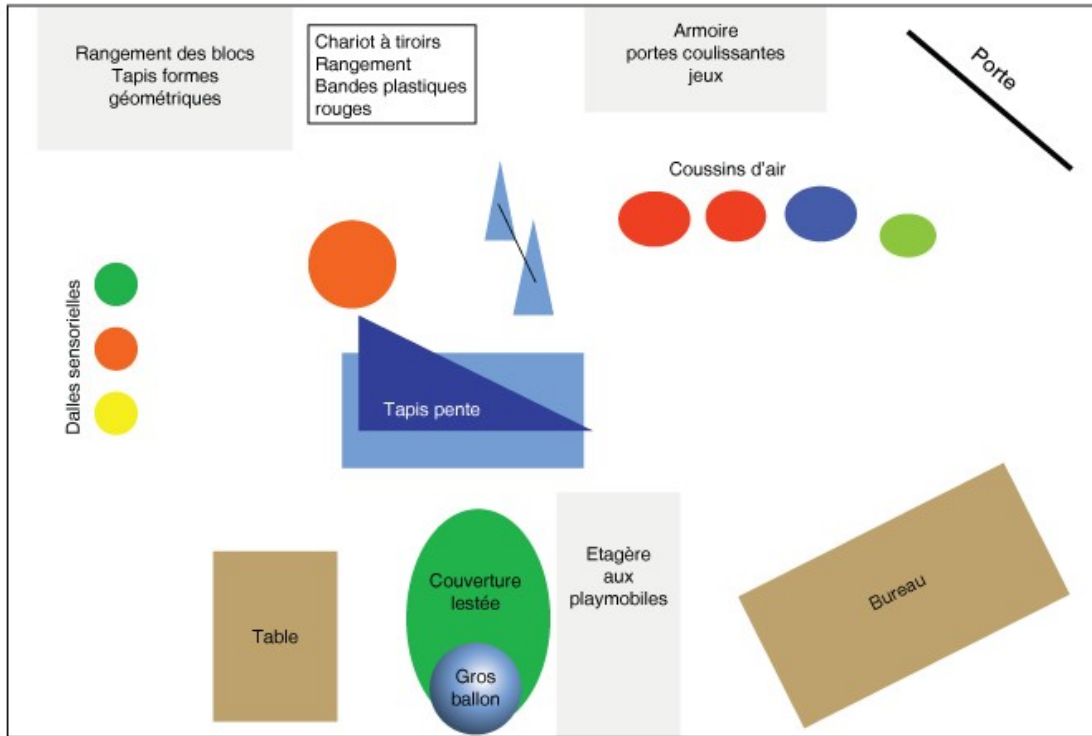 Rangement des blocs
Tapis formes
géométriques
Chariot à tiroirs
Rangement
Bandes plastiques
rouges
Armoire
portes coulissantes
jeux
Porte
Coussins d'air
Dalles sensorielles
Tapis pente
Table
Couverture
lestée
Gros
ballon
Etagère
aux
playmobiles
Bureau